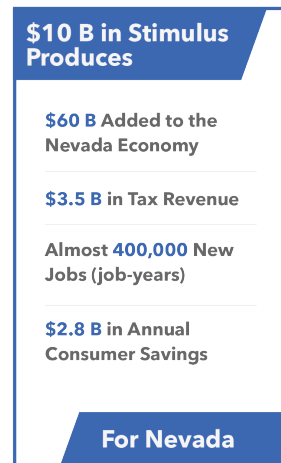 $10 B in Stimulus
Produces
$60 B Added to the
Nevada Economy
$3.5 B in Tax Revenue
Almost 400,000 New
Jobs (job-years)
$2.8 B in Annual
Consumer Savings
For Nevada